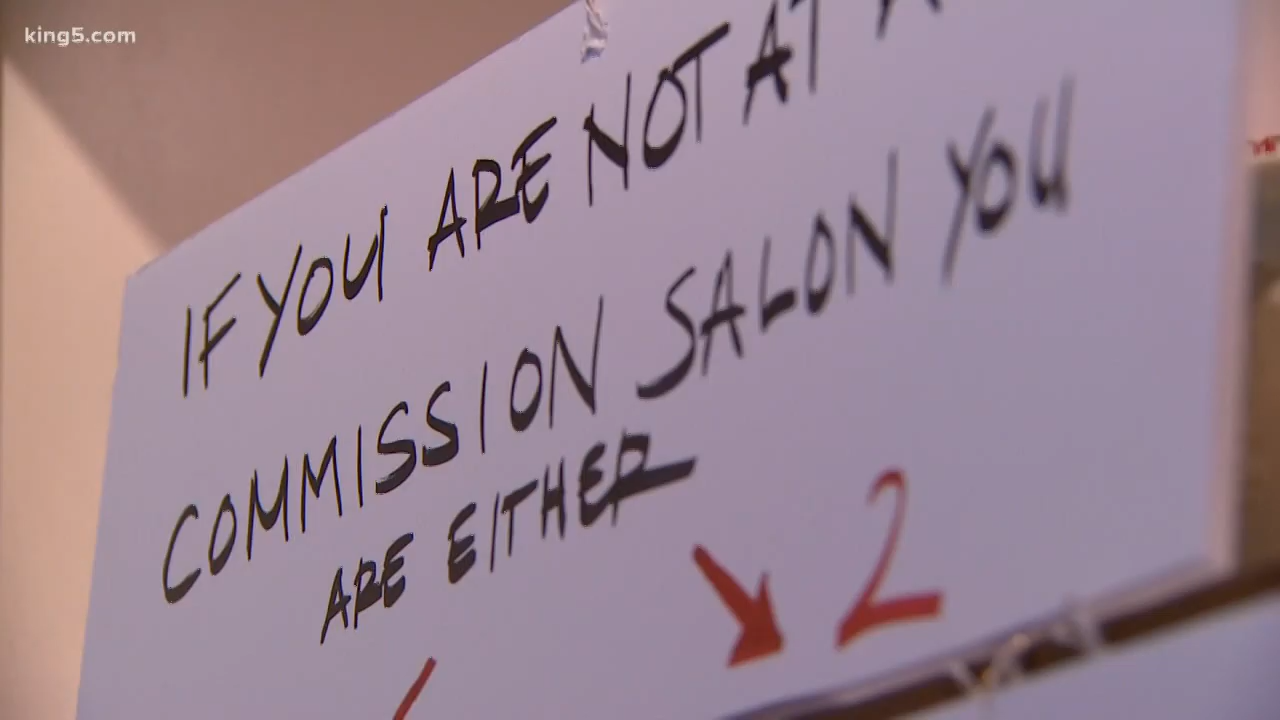 king5.com
IF YOU ARE NOT AT A
COMMISSION SALON YOU
ARE EITHER
2